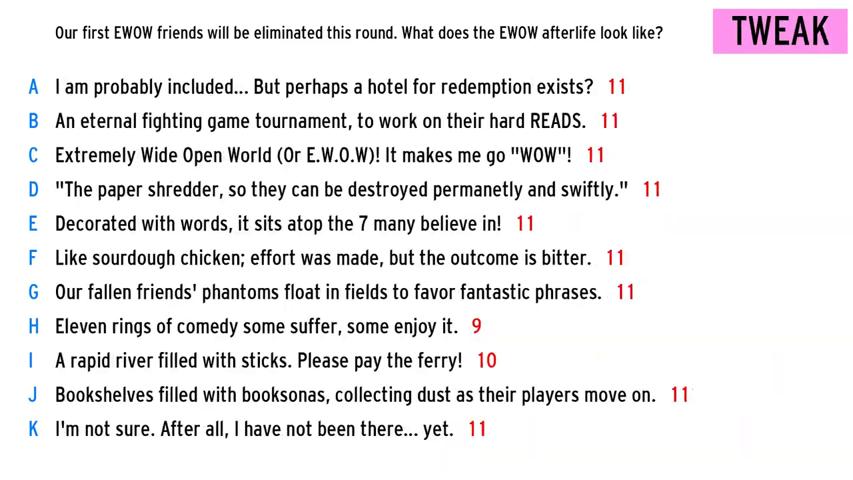 Our first EWOW friends will be eliminated this round. What does the EWOW afterlife look like?
TWEAK
A I am probably included... But perhaps a hotel for redemption exists? 11
B An eternal fighting game tournament, to work on their hard READS. 11
C Extremely Wide Open World (Or E.W.O.W)! It makes me go "WOW"! 11
D "The paper shredder, so they can be destroyed permanetly and swiftly." 11
E Decorated with words, it sits atop the 7 many believe in! 11
F Like sourdough chicken; effort was made, but the outcome is bitter. 11
G Our fallen friends' phantoms float in fields to favor fantastic phrases. 11
H Eleven rings of comedy some suffer, some enjoy it. 9
I A rapid river filled with sticks. Please pay the ferry! 10
J Bookshelves filled with booksonas, collecting dust as their players move on. 11
K I'm not sure. After all, I have not been there... yet. 11